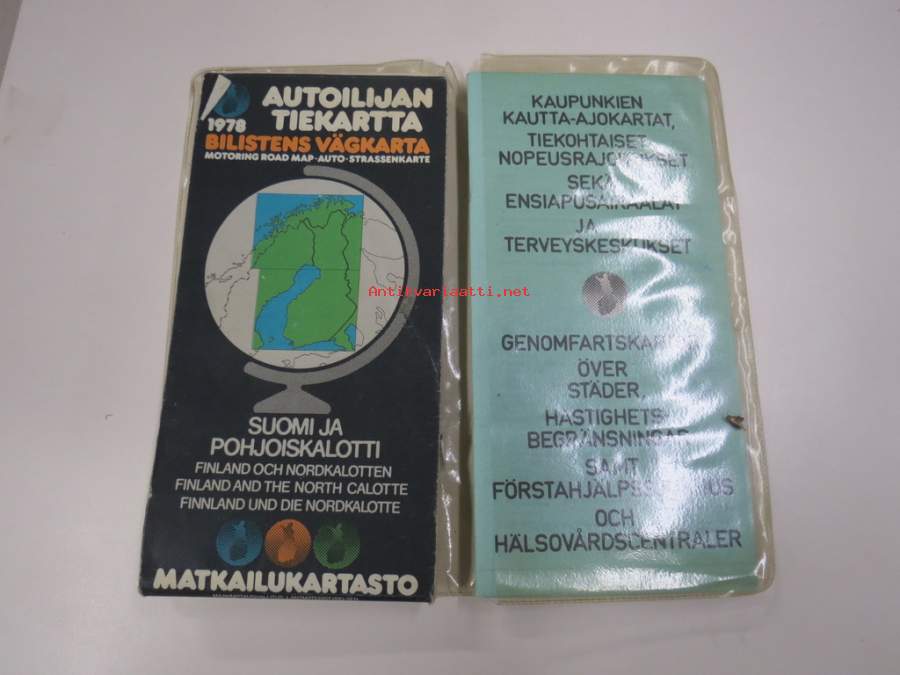 1978
AUTOILIJAN
TIEKARTTA
BILISTENS VÄGKARTA
MOTORING ROAD MAP · AUTO-STRASSENKARTE
SUOMI JA
POHJOISKALOTTI
FINLAND OCH NORDKALOTTEN
FINLAND AND THE NORTH CALOTTE
FINNLAND UND DIE NORDKALOTTE
MATKAILUKARTASTO
KAUPUNKIEN
KAUTTA-AJOKARTAT,
TIEKOHTAISET
NOPEUSRAJOITUKSET
SEKÄ
ENSIAPUSAIRAALAT
JA
TERVEYSKESKUKSET
GENOMFARTSKARTOR
ÖVER
STÄDER,
HASTIGHETS-
BEGRÄNSNINGAR
SAMT
OCH
HÄLSOVÅRDSCENTRALER
Antikvariaatti.net